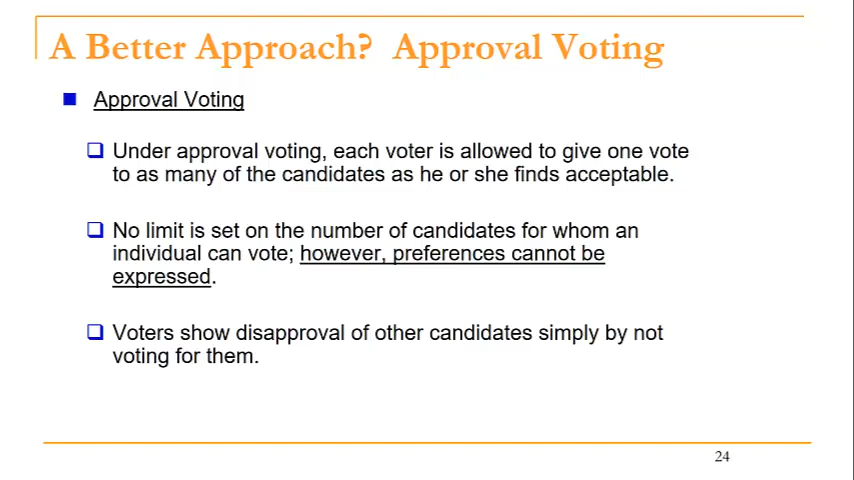 A Better Approach? Approval Voting
Approval Voting
Under approval voting, each voter is allowed to give one vote
to as many of the candidates as he or she finds acceptable.
No limit is set on the number of candidates for whom an
individual can vote; however, preferences cannot be
expressed.
Voters show disapproval of other candidates simply by not
voting for them.
24